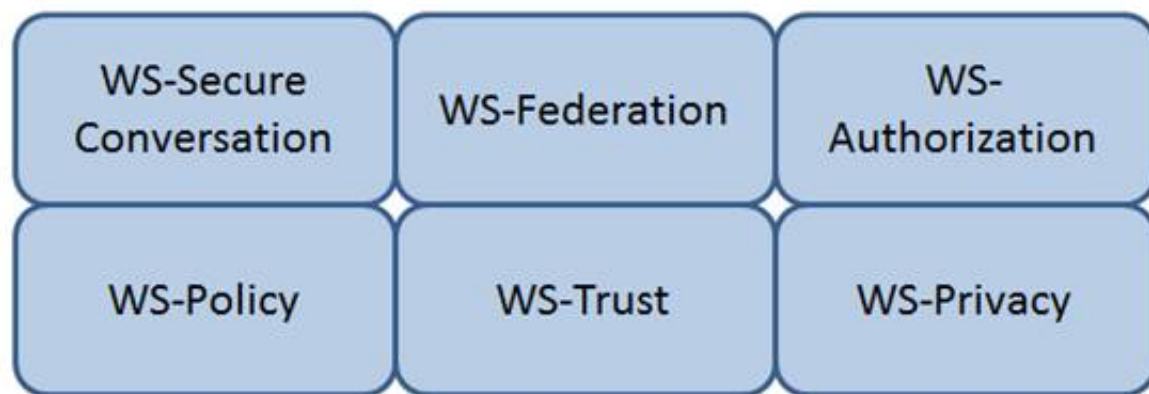 WS-Secure
Conversation
WS-Federation
WS-
Authorization
WS-Policy
WS-Trust
WS-Privacy